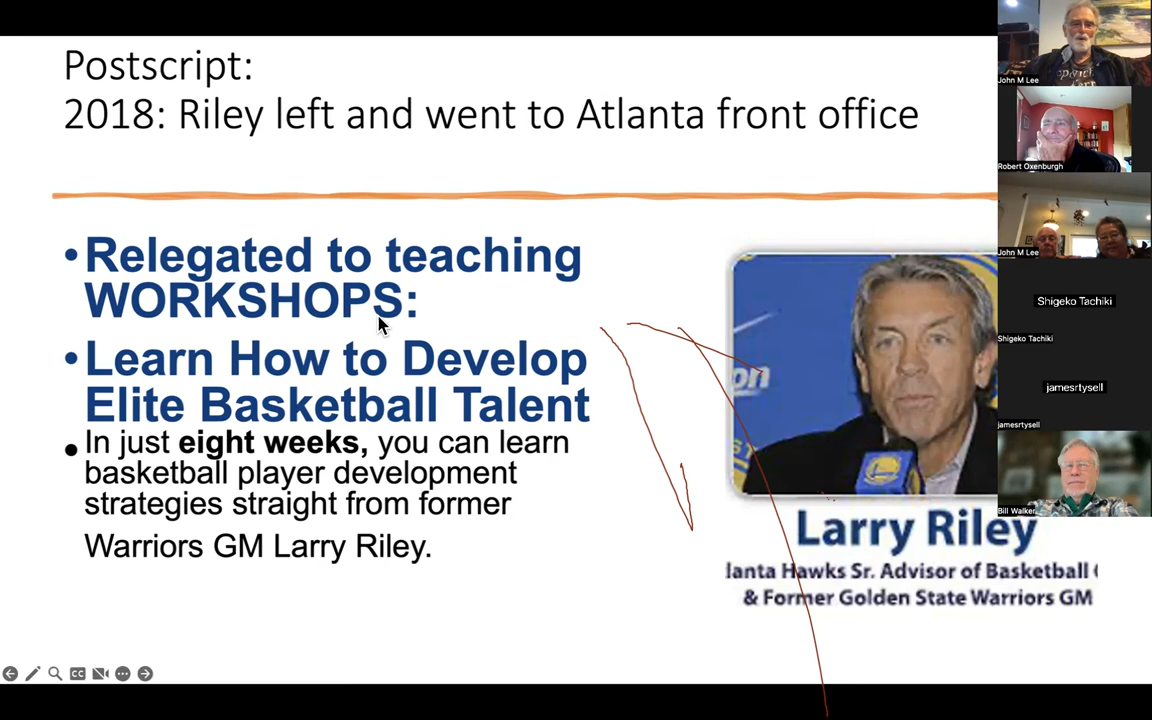 Postscript:
2018: Riley left and went to Atlanta front office
• Relegated to teaching
WORKSHOPS:
• Learn How to Develop
Elite Basketball Talent
• In just eight weeks, you can learn
basketball player development
strategies straight from former
Warriors GM Larry Riley.
on
Larry Riley
lanta Hawks Sr. Advisor of Basketball
& Former Golden State Warriors GM
John M Lee
Robert Oxenburgh
John M Lee
Shigeko Tachiki
Shigeko Tachiki
jamesrtysell
jamesrtysell
Bill Walker
CC